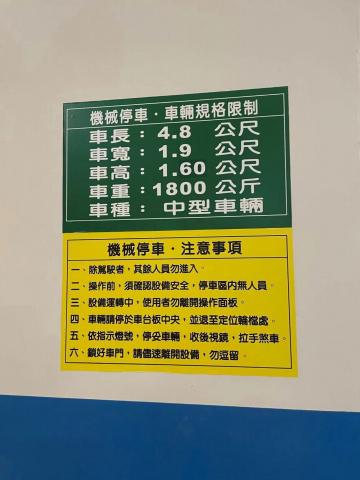 機械停車・車輛規格限制
車長：4.8 公尺
車寬：1.9 公尺
車高：1.60 公尺
車重：1800 公斤
車種：中型車輛
機械停車・注意事項
一、除駕駛者，其餘人員勿進入。
二、操作前，須確認設備安全，停車區內無人員。
三、設備運轉中，使用者勿離開操作面板。
四、車輛請停於車台板中央，並退至定位輪檔處。
五、依指示燈號，停妥車輛，收後視鏡，拉手煞車。
六、鎖好車門，請儘速離開設備，勿逗留。